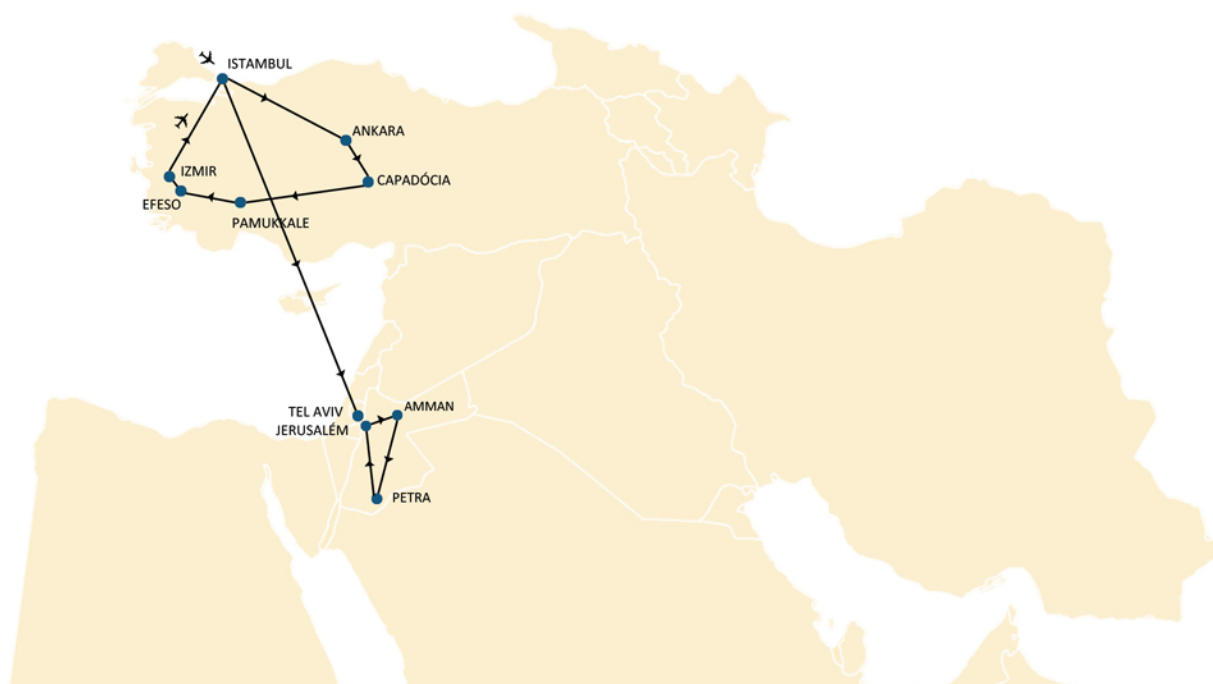 ISTAMBUL
ANKARA
IZMIR
CAPADÓCIA
EFESO
PAMUKKALE
TEL AVIV
AMMAN
JERUSALÉM
PETRA